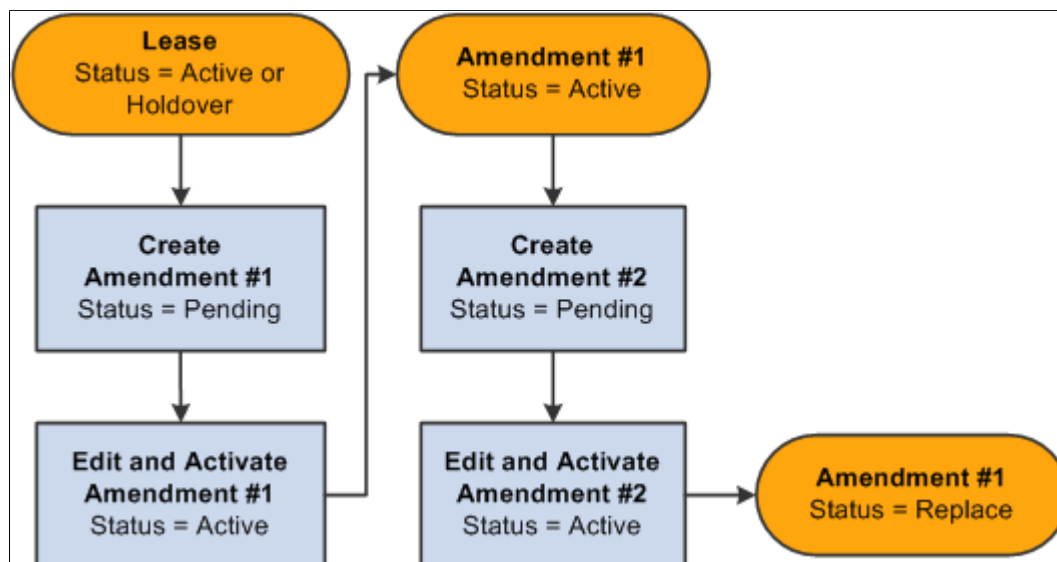 Lease
Status = Active or
Holdover
Create
Amendment #1
Status = Pending
Edit and Activate
Amendment #1
Status = Active
Amendment #1
Status = Active
Create
Amendment #2
Status = Pending
Edit and Activate
Amendment #2
Status = Active
Amendment #1
Status = Replace